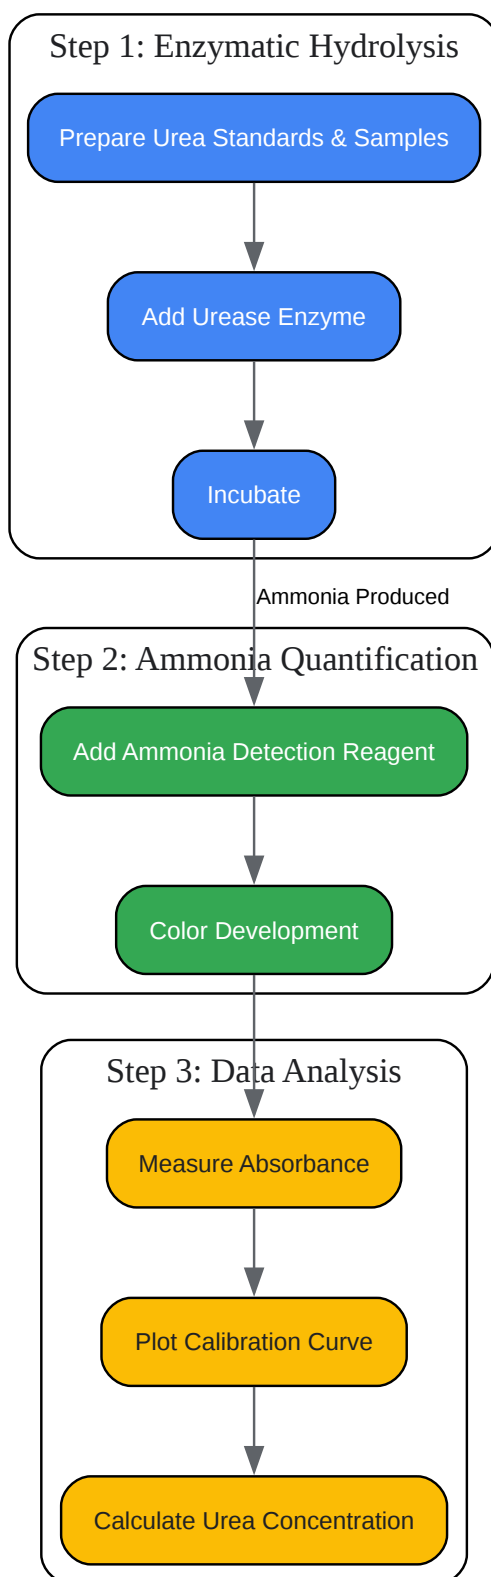 Step 1: Enzymatic Hydrolysis
Prepare Urea Standards & Samples
Add Urease Enzyme
Incubate
Ammonia Produced
Step 2: Ammonia Quantification
Add Ammonia Detection Reagent
Color Development
Step 3: Data Analysis
Measure Absorbance
Plot Calibration Curve
Calculate Urea Concentration